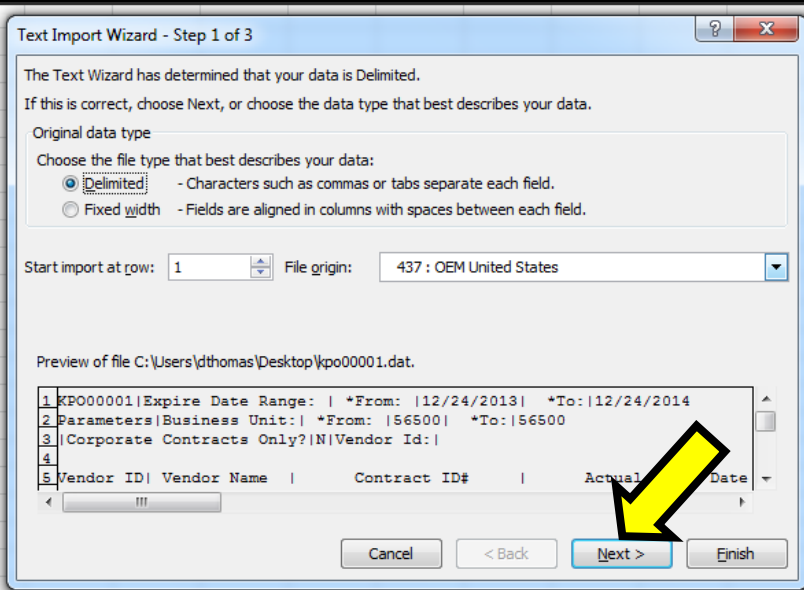 Text Import Wizard - Step 1 of 3
The Text Wizard has determined that your data is Delimited.
If this is correct, choose Next, or choose the data type that best describes your data.
Original data type
Choose the file type that best describes your data:
Delimited - Characters such as commas or tabs separate each field.
Fixed width - Fields are aligned in columns with spaces between each field.
Start import at row: 1 File origin: 437 : OEM United States
Preview of file C:\Users\dthomas\Desktop\kpo00001.dat.
1 KPO00001|Expire Date Range: | *From: |12/24/2013| *To:|12/24/2014
2 Parameters|Business Unit:| *From: |56500| *To:|56500
3 |Corporate Contracts Only?|N|Vendor Id:|
4
5 Vendor ID| Vendor Name | Contract ID# | Actual Date
Cancel < Back Next > Finish